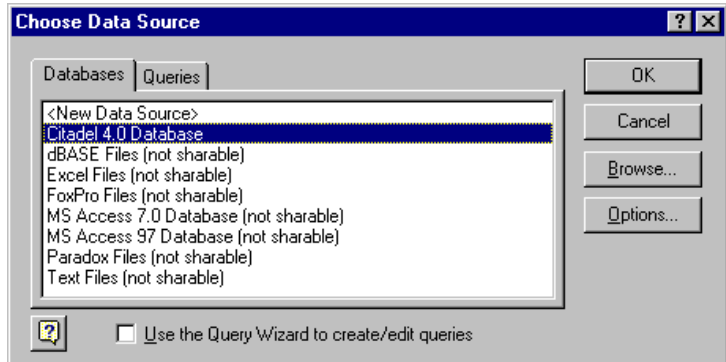 Choose Data Source
Databases
Queries
<New Data Source>
Citadel 4.0 Database
dBASE Files (not sharable)
Excel Files (not sharable)
FoxPro Files (not sharable)
MS Access 7.0 Database (not sharable)
MS Access 97 Database (not sharable)
Paradox Files (not sharable)
Text Files (not sharable)
OK
Cancel
Browse...
Options...
Use the Query Wizard to create/edit queries